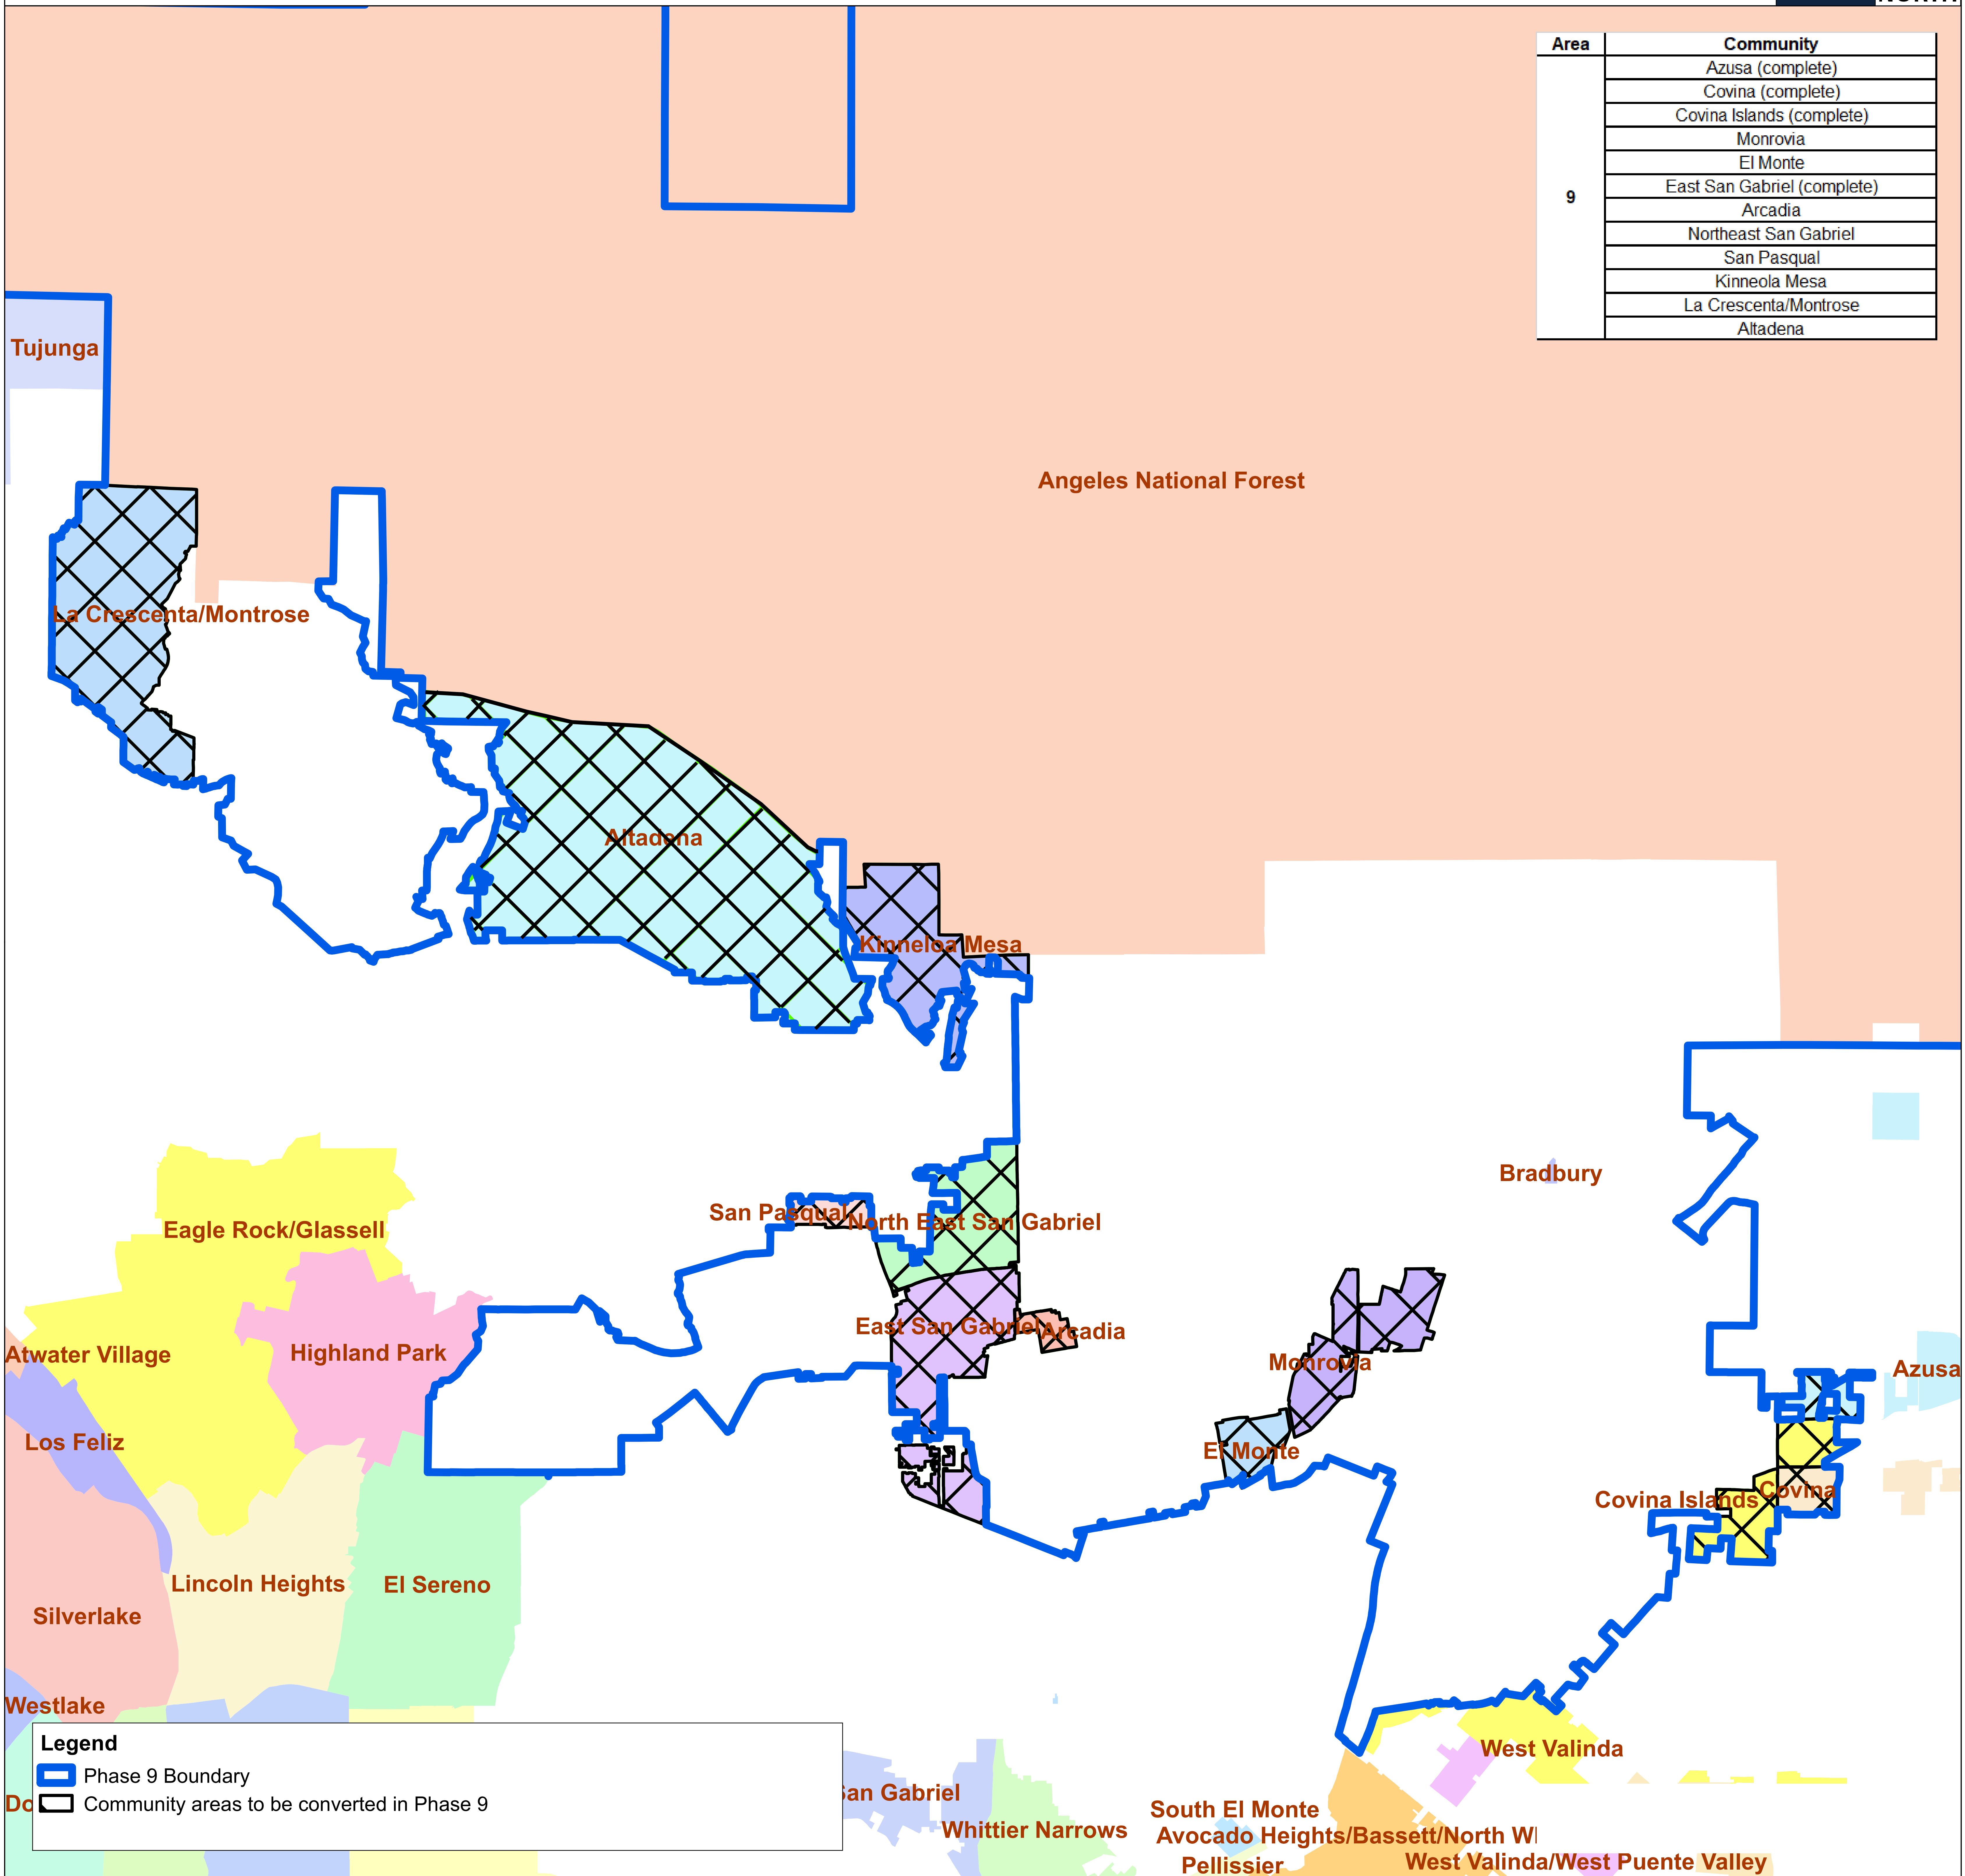 Area Community
9
Azusa (complete)
Covina (complete)
Covina Islands (complete)
Monrovia
El Monte
East San Gabriel (complete)
Arcadia
Northeast San Gabriel
San Pasqual
Kinneola Mesa
La Crescenta/Montrose
Altadena
Tujunga
Angeles National Forest
La Crescenta/Montrose
Altadena
Kinneloa Mesa
Bradbury
San Pasqual
North East San Gabriel
Eagle Rock/Glassell
East San Gabriel
Arcadia
Highland Park
Atwater Village
Monrovia
Azusa
Los Feliz
El Monte
Covina
Covina Islands
Lincoln Heights
El Sereno
Silverlake
Westlake
Legend
Phase 9 Boundary
Community areas to be converted in Phase 9
Do
San Gabriel
Whittier Narrows
West Valinda
South El Monte
Avocado Heights/Bassett/North W
Pellissier
West Valinda/West Puente Valley